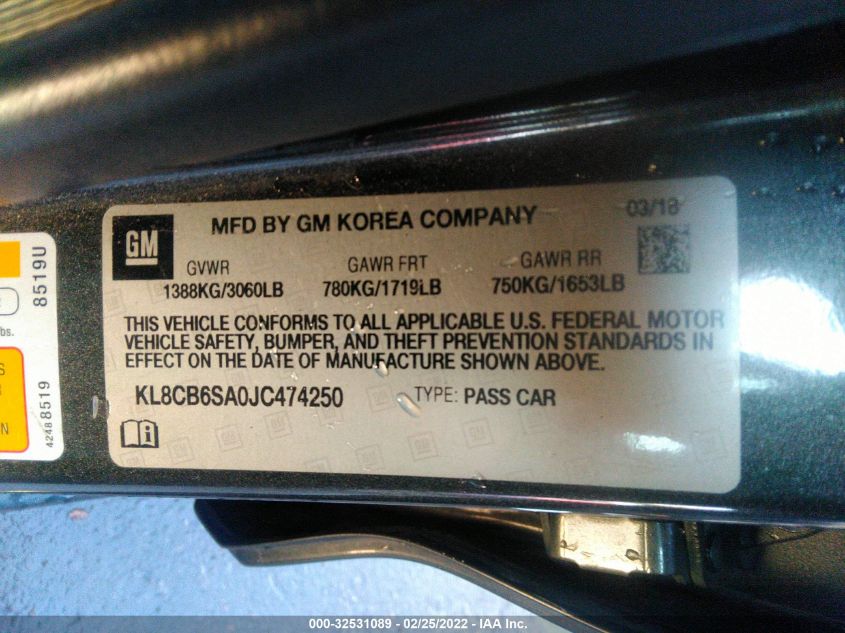 MFD BY GM KOREA COMPANY
03/18
GM
GVWR
GAWR FRT
GAWR RR
1388KG/3060LB
780KG/1719LB
750KG/1653LB
THIS VEHICLE CONFORMS TO ALL APPLICABLE U.S. FEDERAL MOTOR
VEHICLE SAFETY, BUMPER, AND THEFT PREVENTION STANDARDS IN
EFFECT ON THE DATE OF MANUFACTURE SHOWN ABOVE.
KL8CB6SA0JC474250
TYPE: PASS CAR
8519U
42488519
000-32531089 - 02/25/2022 - IAA Inc.